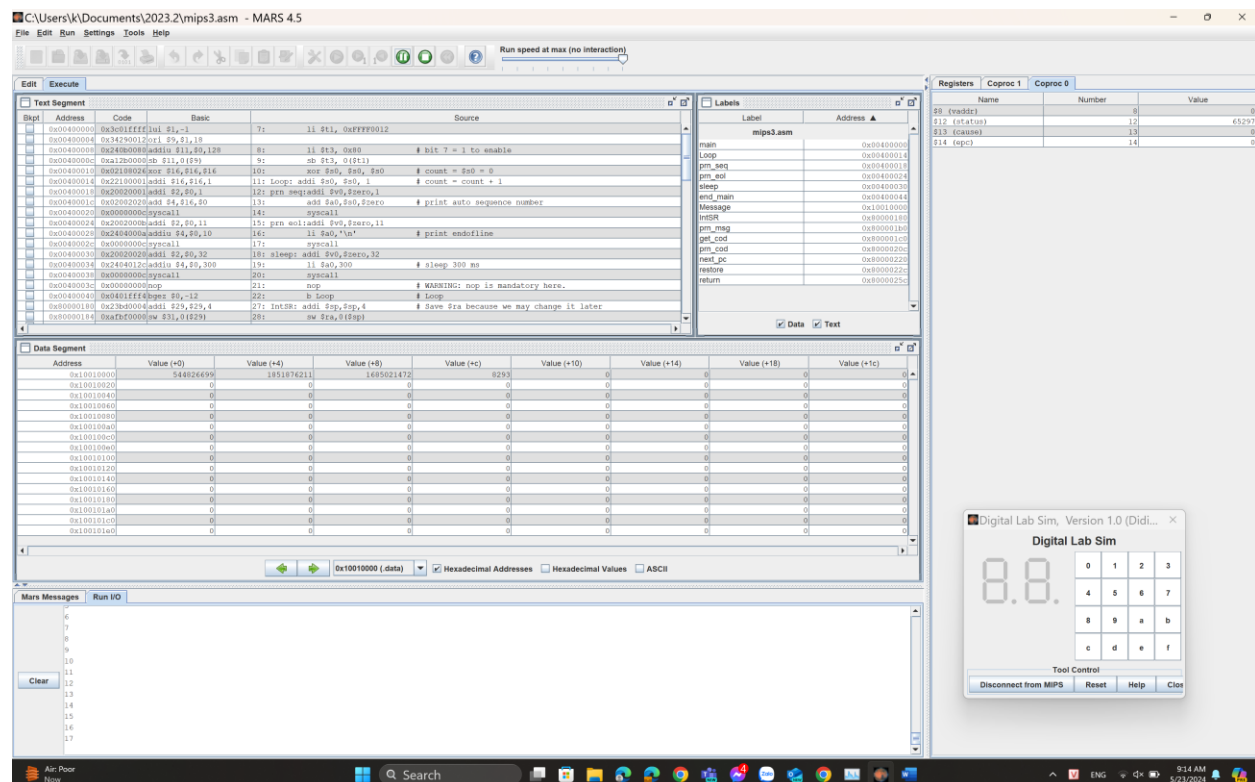 C:\Users\k\Documents\2023.2\mips3.asm - MARS 4.5
File Edit Run Settings Tools Help
Run speed at max (no interaction)
Edit Execute
Text Segment
Bkpt Address Code Basic Source
0x00400000 0x3c01ffff lui $1,-1 7: li $t1, 0xFFFF0012
0x00400004 0x34290012 ori $9,$1,18
0x00400008 0x240b0080 addiu $11,$0,128 8: li $t3, 0x80 # bit 7 = 1 to enable
0x0040000c 0xa12b0000 sb $11,0($9) 9: sb $t3, 0($t1)
0x00400010 0x02108026 xor $16,$16,$16 10: xor $s0, $s0, $s0 # count = $s0 = 0
0x00400014 0x22100001 addi $16,$16,1 11: Loop: addi $s0, $s0, 1 # count = count + 1
0x00400018 0x20020001 addi $2,$0,1 12: prn_seq:addi $v0,$zero,1
0x0040001c 0x02002020 add $4,$16,$0 13: add $a0,$s0,$zero # print auto sequence number
0x00400020 0x0000000c syscall 14: syscall
0x00400024 0x2002000b addi $2,$0,11 15: prn_eol:addi $v0,$zero,11
0x00400028 0x2404000a addiu $4,$0,10 16: li $a0,'\n' # print endofline
0x0040002c 0x0000000c syscall 17: syscall
0x00400030 0x20020020 addi $2,$0,32 18: sleep: addi $v0,$zero,32
0x00400034 0x2404012c addiu $4,$0,300 19: li $a0,300 # sleep 300 ms
0x00400038 0x0000000c syscall 20: syscall
0x0040003c 0x00000000 nop 21: nop # WARNING: nop is mandatory here.
0x00400040 0x0401fff4 bgez $0,-12 22: b Loop # Loop
0x80000180 0x23bd0004 addi $29,$29,4 27: IntSR: addi $sp,$sp,4 # Save $ra because we may change it later
0x80000184 0xafbf0000 sw $31,0($29) 28: sw $ra,0($sp)
Labels
Label Address ▲
mips3.asm
main 0x00400000
Loop 0x00400014
prn_seq 0x00400018
prn_eol 0x00400024
sleep 0x00400030
end_main 0x00400044
Message 0x10010000
IntSR 0x80000180
prn_msg 0x800001b0
get_cod 0x800001c0
prn_cod 0x8000020c
next_pc 0x80000220
restore 0x8000022c
return 0x8000025c
Data Text
Registers Coproc 1 Coproc 0
Name Number Value
$8 (vaddr) 8 0
$12 (status) 12 65297
$13 (cause) 13 0
$14 (epc) 14 0
Data Segment
Address Value (+0) Value (+4) Value (+8) Value (+c) Value (+10) Value (+14) Value (+18) Value (+1c)
0x10010000 544826699 1851876211 1685021472 8293 0 0 0 0
0x10010020 0 0 0 0 0 0 0 0
0x10010040 0 0 0 0 0 0 0 0
0x10010060 0 0 0 0 0 0 0 0
0x10010080 0 0 0 0 0 0 0 0
0x100100a0 0 0 0 0 0 0 0 0
0x100100c0 0 0 0 0 0 0 0 0
0x100100e0 0 0 0 0 0 0 0 0
0x10010100 0 0 0 0 0 0 0 0
0x10010120 0 0 0 0 0 0 0 0
0x10010140 0 0 0 0 0 0 0 0
0x10010160 0 0 0 0 0 0 0 0
0x10010180 0 0 0 0 0 0 0 0
0x100101a0 0 0 0 0 0 0 0 0
0x100101c0 0 0 0 0 0 0 0 0
0x100101e0 0 0 0 0 0 0 0 0
0x10010000 (.data) Hexadecimal Addresses Hexadecimal Values ASCII
Mars Messages Run I/O
6
7
8
9
10
11
12
13
14
15
16
17
Clear
Digital Lab Sim, Version 1.0 (Didi...
Digital Lab Sim
8.8.
0 1 2 3
4 5 6 7
8 9 a b
c d e f
Tool Control
Disconnect from MIPS Reset Help Clos
Air: Poor
Now
Search
4
Zalo
ENG
9:14 AM
5/23/2024